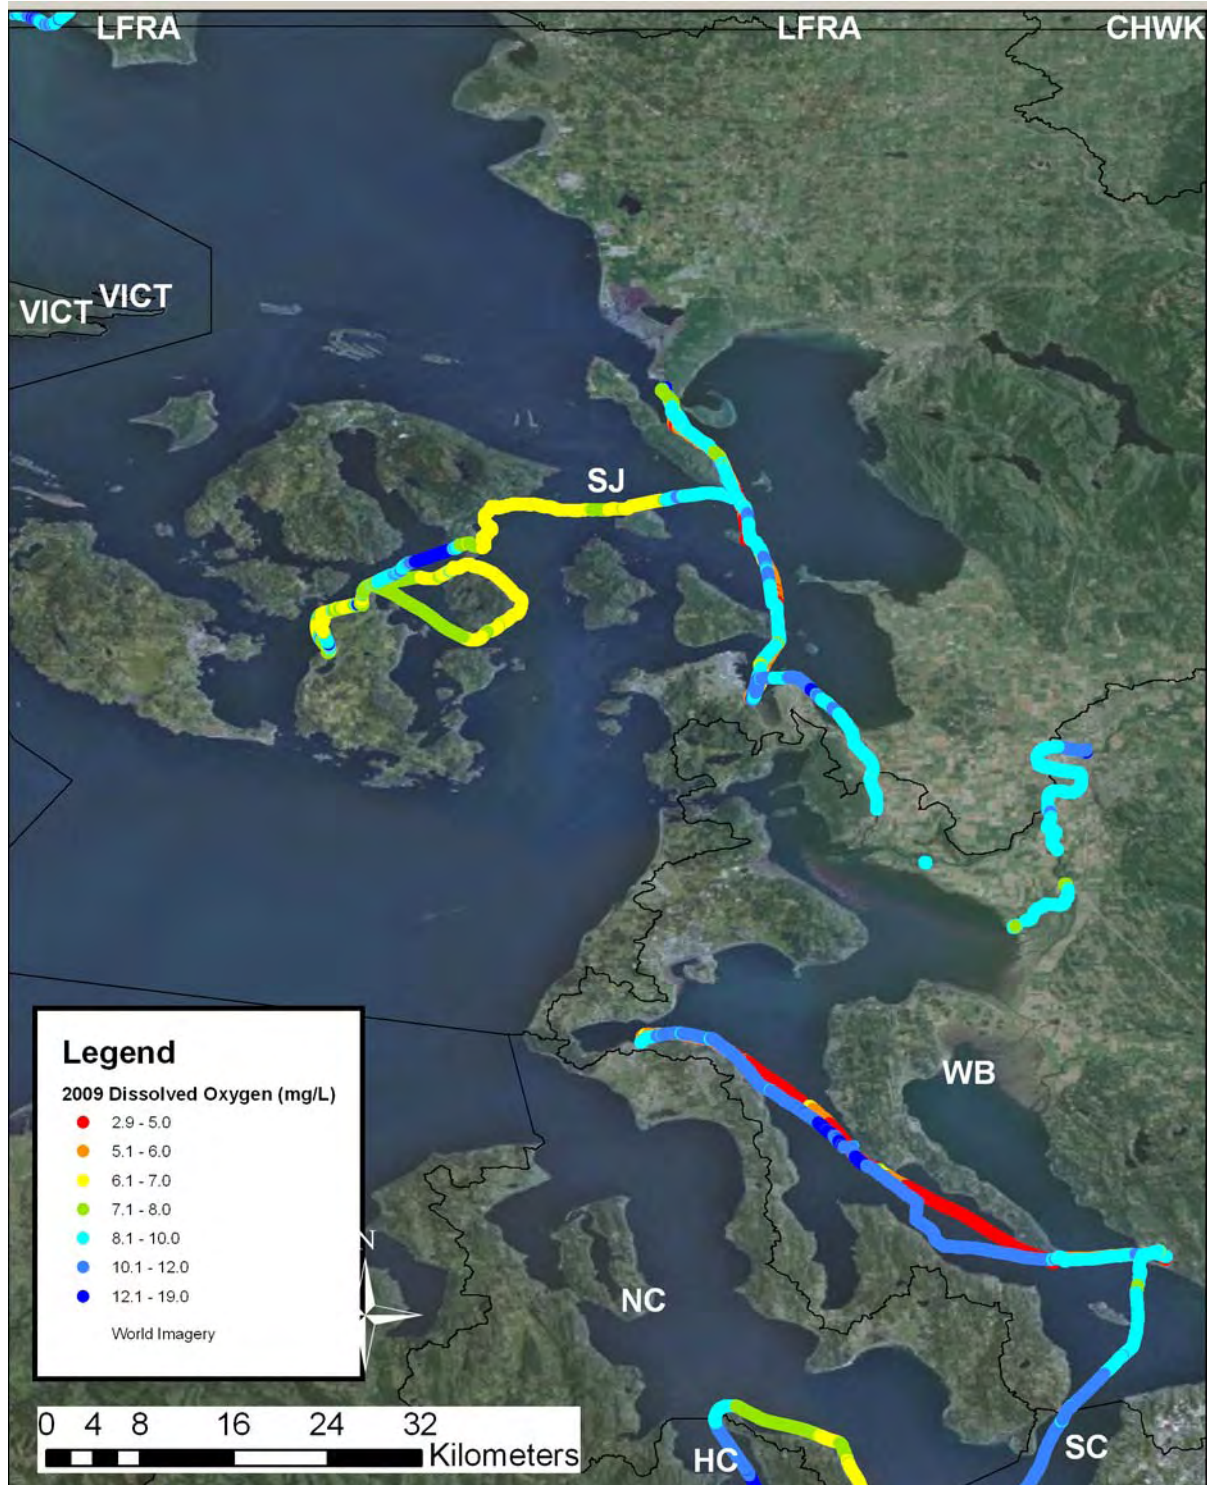 LFRA LFRA CHWK
VICT VICT
SJ
WB
NC
HC SC
Legend
2009 Dissolved Oxygen (mg/L)
2.9 - 5.0
5.1 - 6.0
6.1 - 7.0
7.1 - 8.0
8.1 - 10.0
10.1 - 12.0
12.1 - 19.0
World Imagery
N
0 4 8 16 24 32
Kilometers